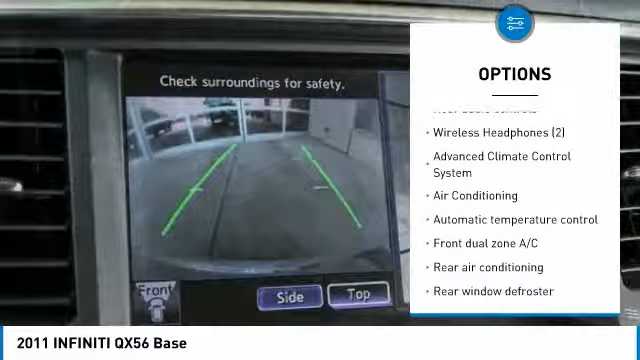 Check surroundings for safety.
Front
Side
Top
OPTIONS
Wireless Headphones (2)
Advanced Climate Control
System
Air Conditioning
Automatic temperature control
Front dual zone A/C
Rear air conditioning
Rear window defroster
2011 INFINITI QX56 Base